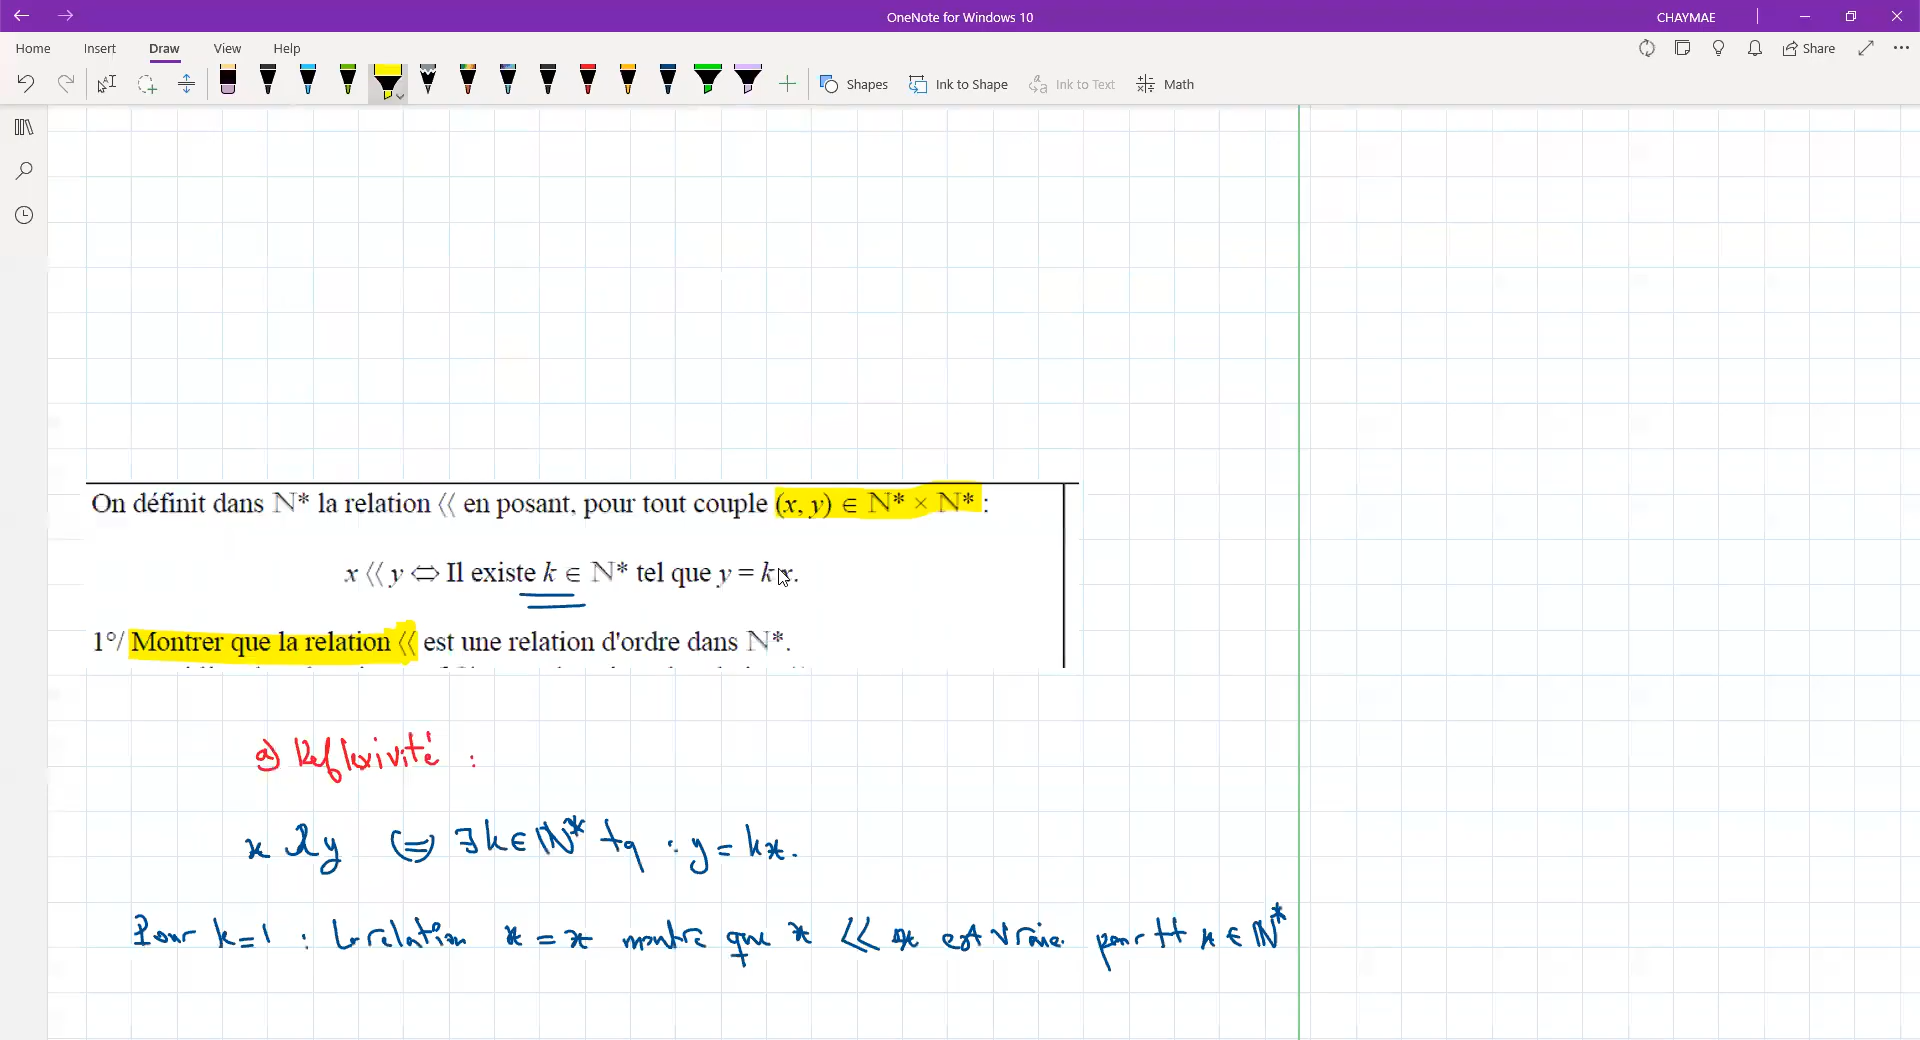 OneNote for Windows 10
CHAYMAE
Home Insert Draw View Help
Share
Shapes Ink to Shape Ink to Text Math
On définit dans ℕ* la relation ⟨⟨ en posant, pour tout couple (x, y) ∈ ℕ* × ℕ* :
x ⟨⟨ y ⇔ Il existe k ∈ ℕ* tel que y = k x.
1°/ Montrer que la relation ⟨⟨ est une relation d'ordre dans ℕ*.
a) Reflexivité :
x R y ⇔ ∃ k ∈ ℕ* tq : y = kx.
Pour k = 1 : la relation x = x montre que x << x est vraie pour tt x ∈ ℕ*